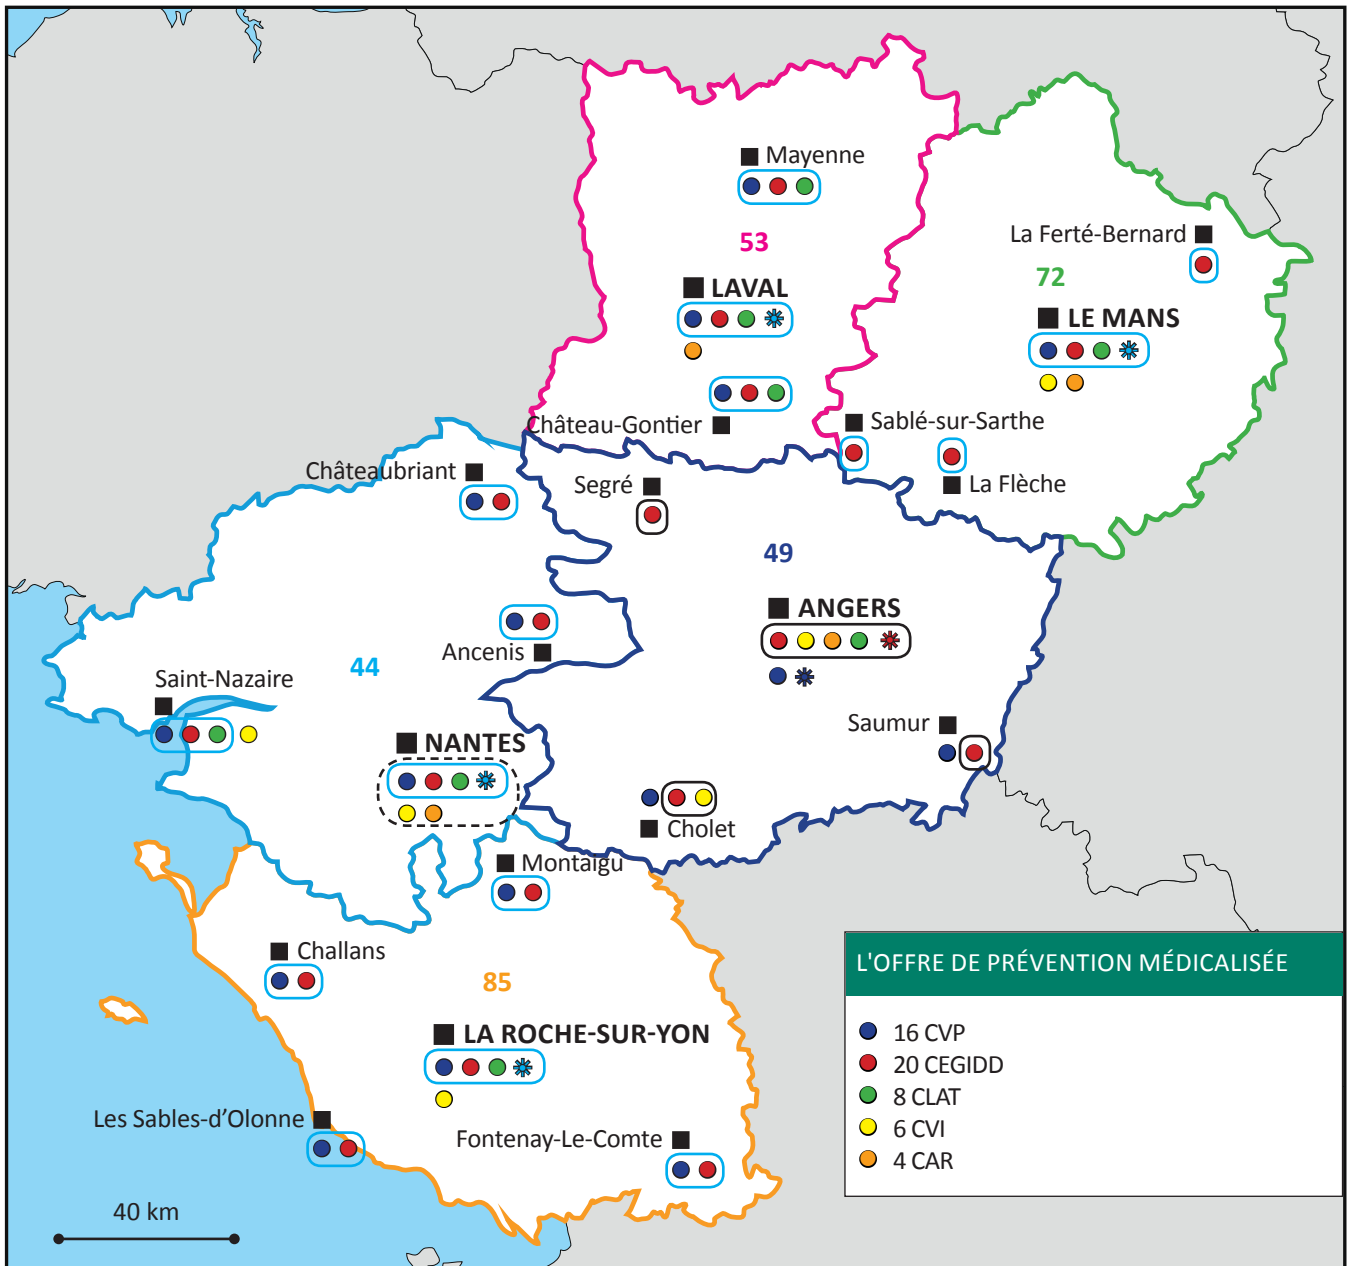 Mayenne
53
La Ferté-Bernard
72
LAVAL
LE MANS
Château-Gontier
Sablé-sur-Sarthe
Châteaubriant
Segré
La Flèche
49
ANGERS
Ancenis
44
Saint-Nazaire
Saumur
NANTES
Cholet
Montaigu
Challans
85
LA ROCHE-SUR-YON
Les Sables-d'Olonne
Fontenay-Le-Comte
40 km
L'OFFRE DE PRÉVENTION MÉDICALISÉE
16 CVP
20 CEGIDD
8 CLAT
6 CVI
4 CAR